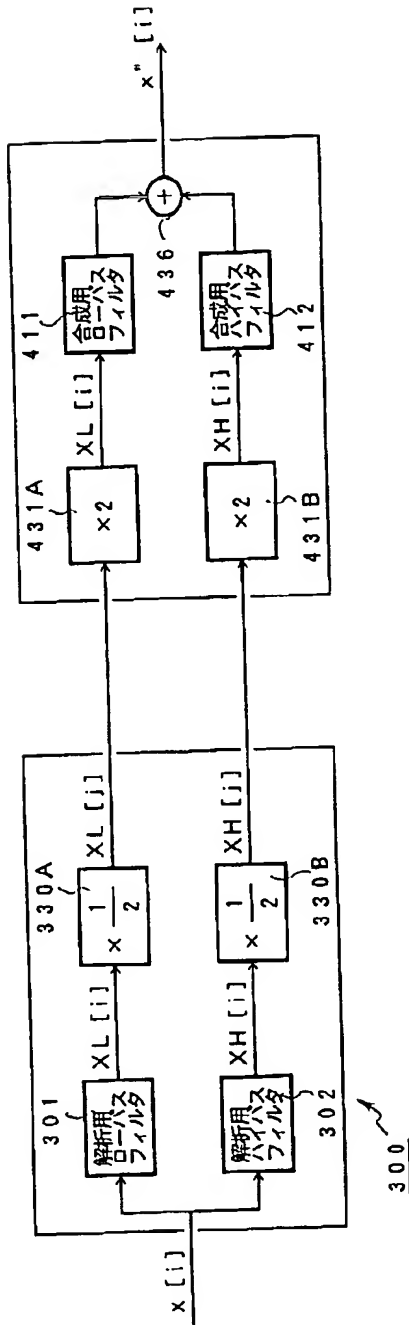 x [i]
301
解析用
ローパス
フィルタ
XL [i]
330A
× 1/2
XL [j]
431A
×2
XL [i]
411
合成用
ローパス
フィルタ
436
+
x" [i]
解析用
ハイパス
フィルタ
302
XH [i]
× 1/2
330B
XH [j]
×2
431B
XH [i]
合成用
ハイパス
フィルタ
412
300